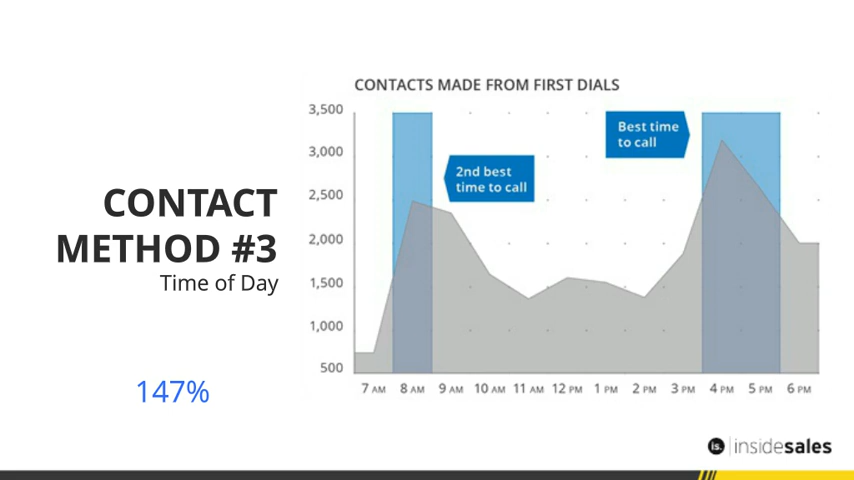 CONTACT
METHOD #3
Time of Day
147%
CONTACTS MADE FROM FIRST DIALS
3,500
3,000
2,500
2,000
1,500
1,000
500
2nd best
time to call
Best time
to call
7 AM 8 AM 9 AM 10 AM 11 AM 12 PM 1 PM 2 PM 3 PM 4 PM 5 PM 6 PM
is. insidesales